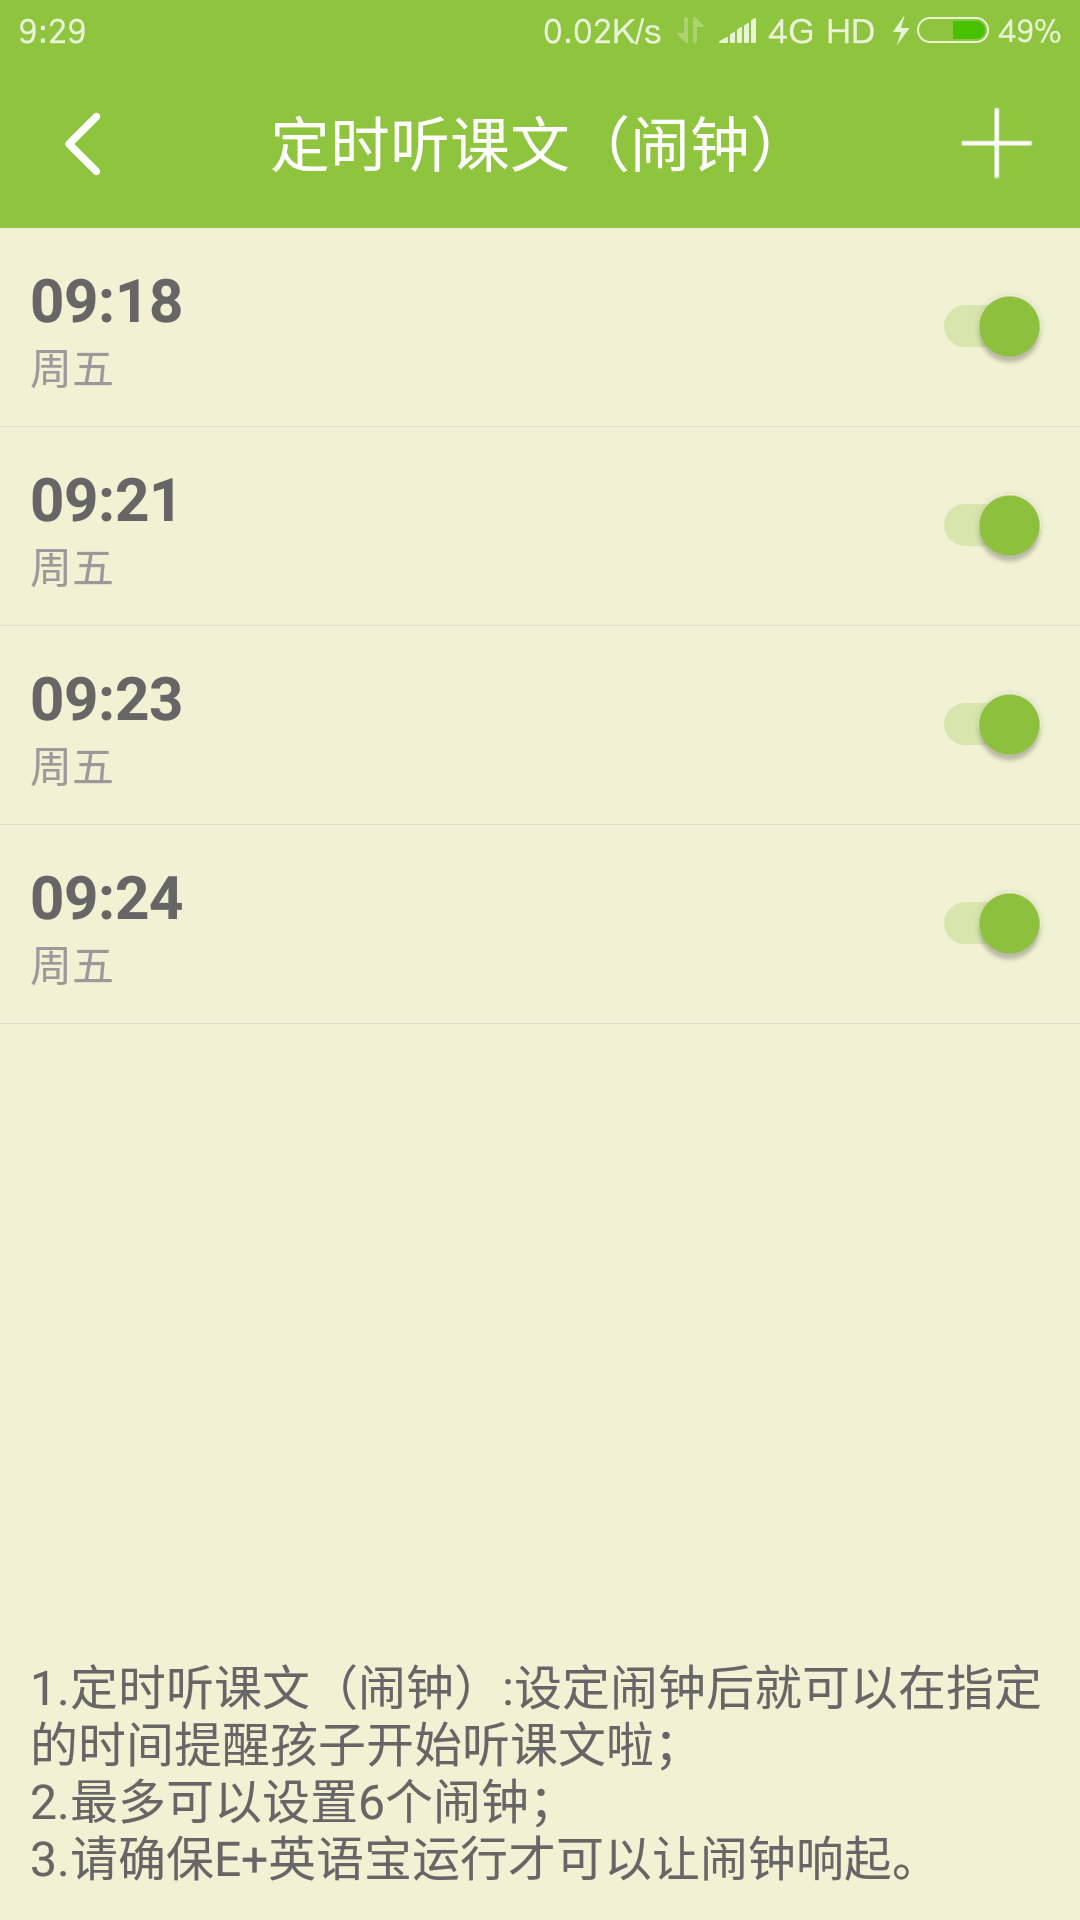 9:29 0.02K/s 4G HD 49%
定时听课文（闹钟）
09:18
周五
09:21
周五
09:23
周五
09:24
周五
1.定时听课文（闹钟）:设定闹钟后就可以在指定
的时间提醒孩子开始听课文啦；
2.最多可以设置6个闹钟；
3.请确保E+英语宝运行才可以让闹钟响起。